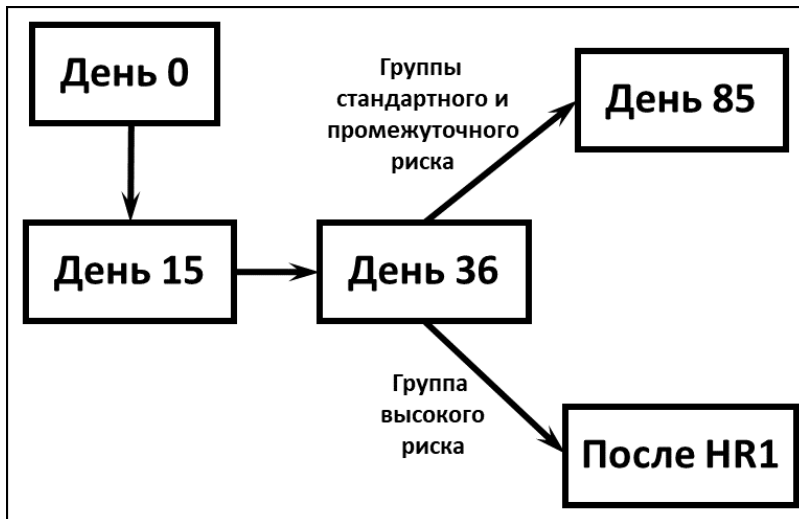 День 0
Группы
стандартного и
промежуточного
риска
День 85
День 15
День 36
Группа
высокого
риска
После HR1